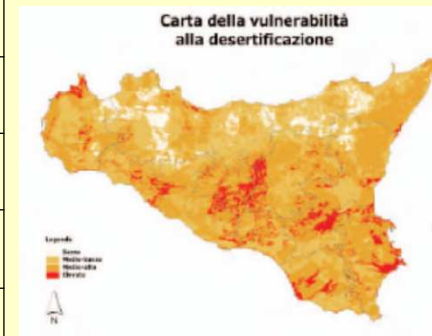 Carta della vulnerabilità
alla desertificazione
Legenda
Bassa
Medio-bassa
Medio-alta
Elevata
N